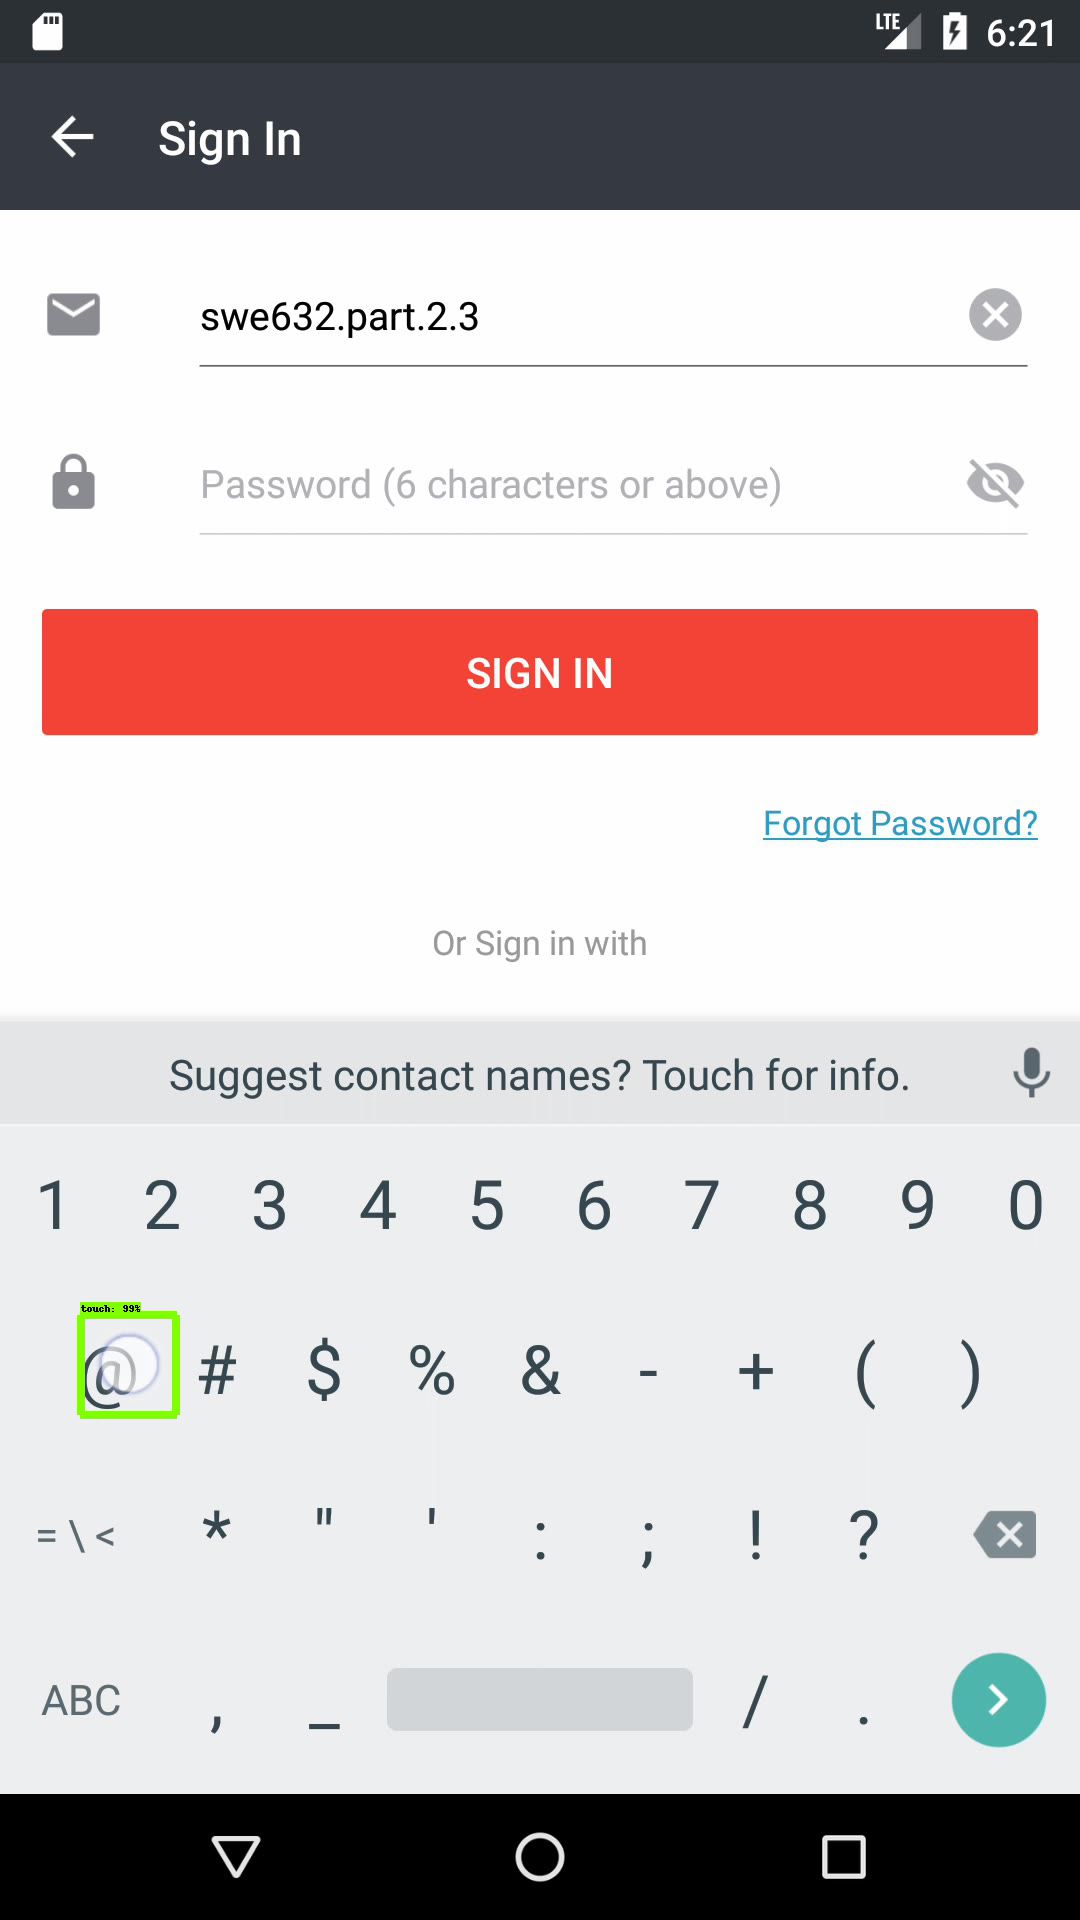 LTE 6:21
Sign In
swe632.part.2.3
Password (6 characters or above)
SIGN IN
Forgot Password?
Or Sign in with
Suggest contact names? Touch for info.
1 2 3 4 5 6 7 8 9 0
touch: 99%
@ # $ % & - + ( )
= \ < * " ' : ; ! ?
ABC , _ / .